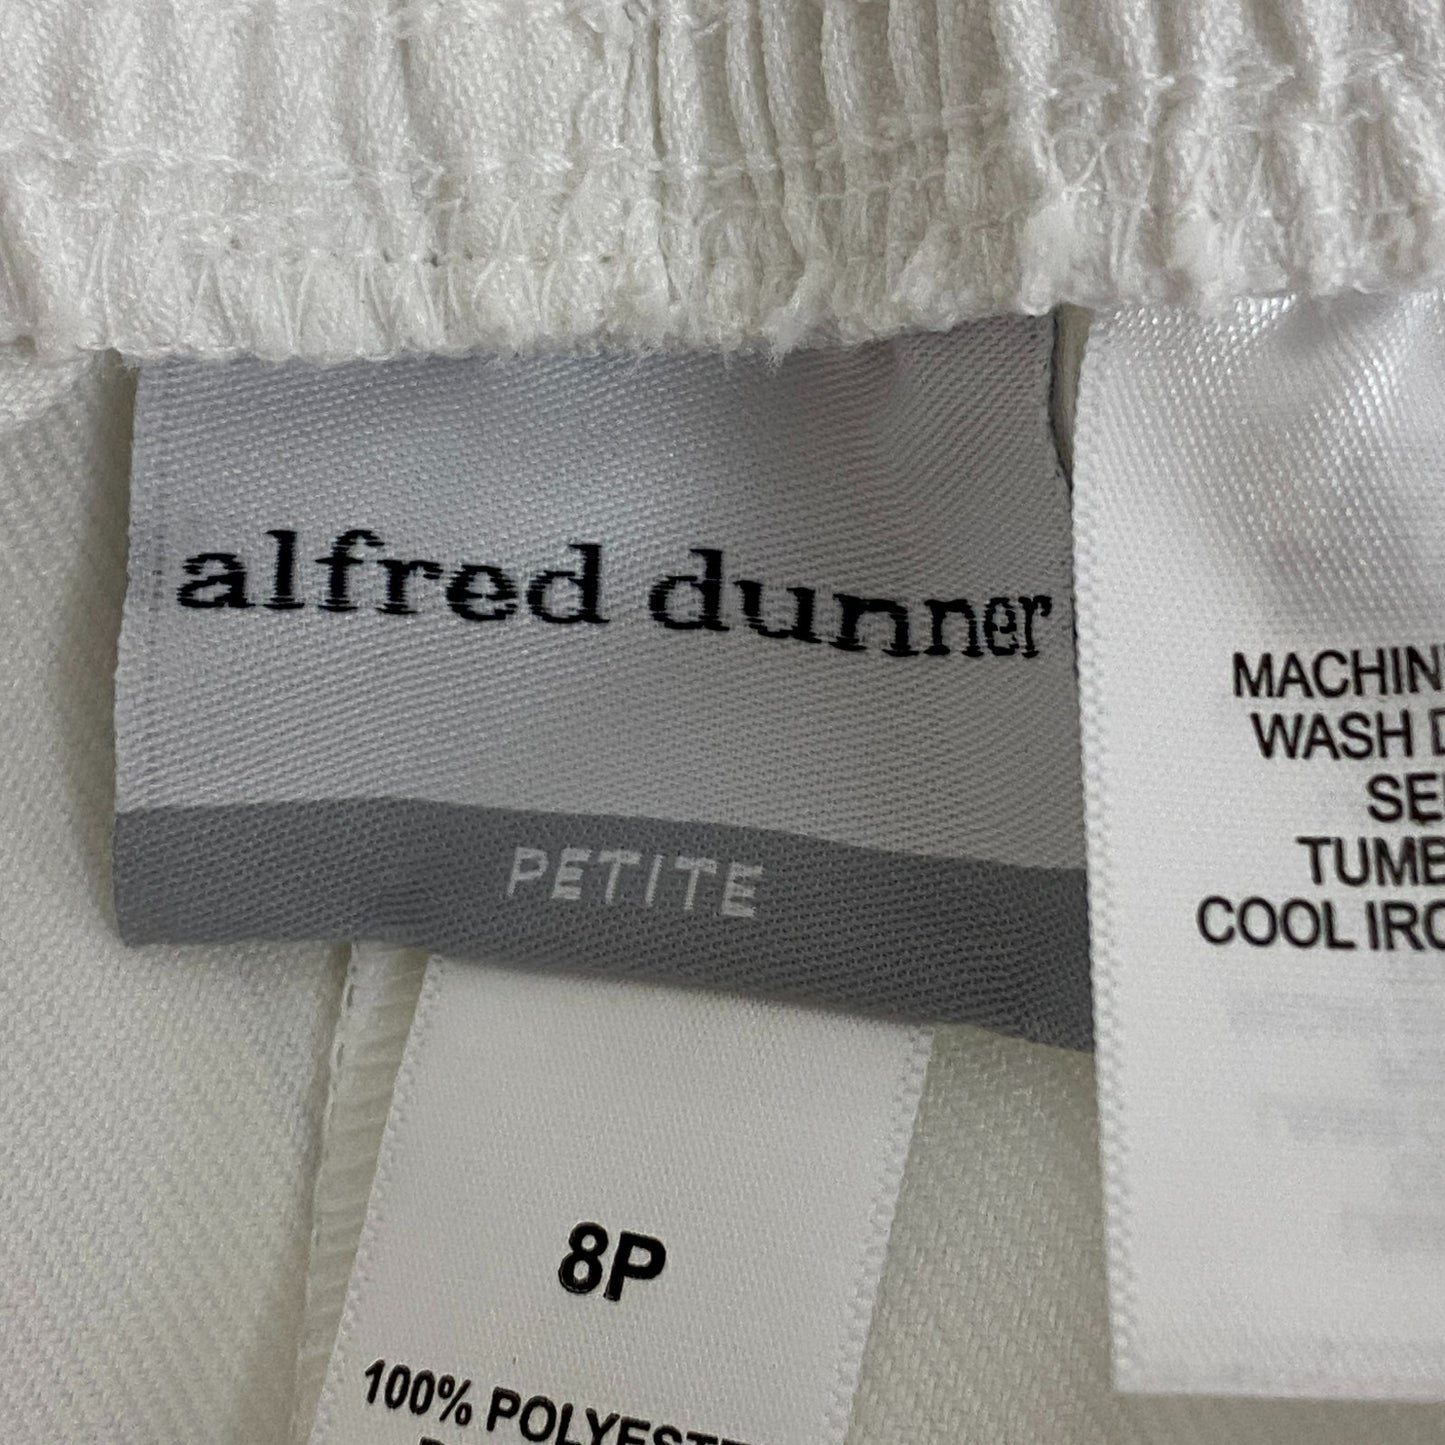 alfred dunner
PETITE
8P
100% POLYESTE
MACHIN
WASH D
SE
TUMB
COOL IRO